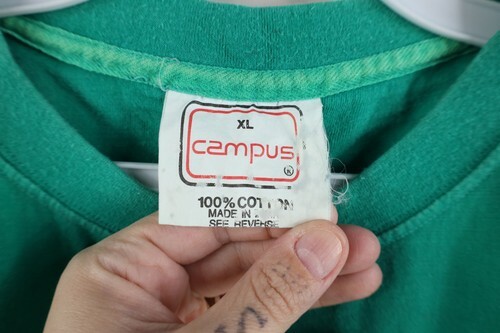 XL
campus
®
100% COTTON
MADE IN
SEE REVERSE